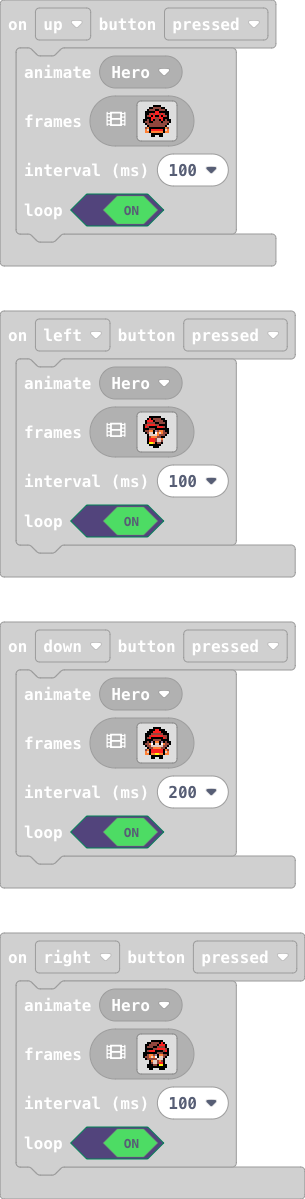 on up button pressed
animate Hero
frames
interval (ms) 100
loop ON
on left button pressed
animate Hero
frames
interval (ms) 100
loop ON
on down button pressed
animate Hero
frames
interval (ms) 200
loop ON
on right button pressed
animate Hero
frames
interval (ms) 100
loop ON